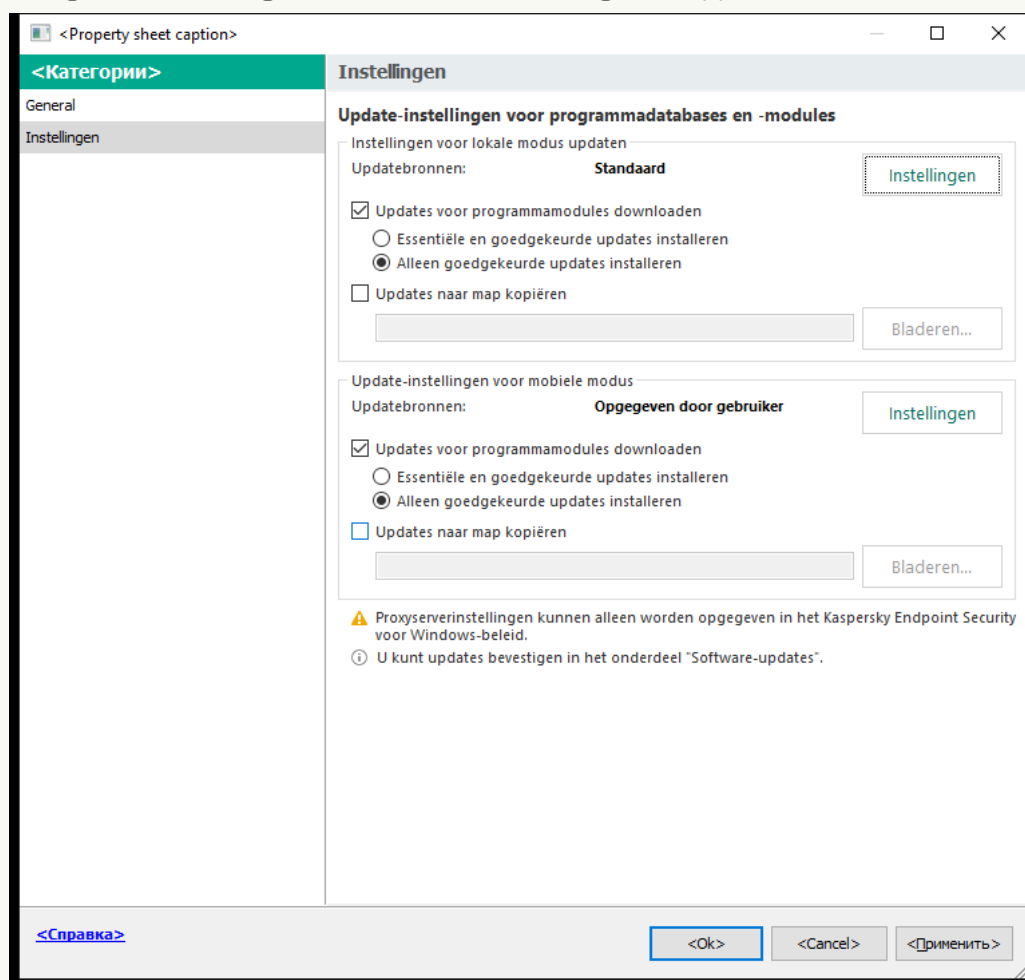 <Property sheet caption>
<Категории>
General
Instellingen
Instellingen
Update-instellingen voor programmadatabases en -modules
Instellingen voor lokale modus updaten
Updatebronnen: Standaard Instellingen
Updates voor programmamodules downloaden
Essentiële en goedgekeurde updates installeren
Alleen goedgekeurde updates installeren
Updates naar map kopiëren
Bladeren...
Update-instellingen voor mobiele modus
Updatebronnen: Opgegeven door gebruiker Instellingen
Updates voor programmamodules downloaden
Essentiële en goedgekeurde updates installeren
Alleen goedgekeurde updates installeren
Updates naar map kopiëren
Bladeren...
Proxyserverinstellingen kunnen alleen worden opgegeven in het Kaspersky Endpoint Security
voor Windows-beleid.
U kunt updates bevestigen in het onderdeel "Software-updates".
<Справка>
<Ok> <Cancel> <Применить>